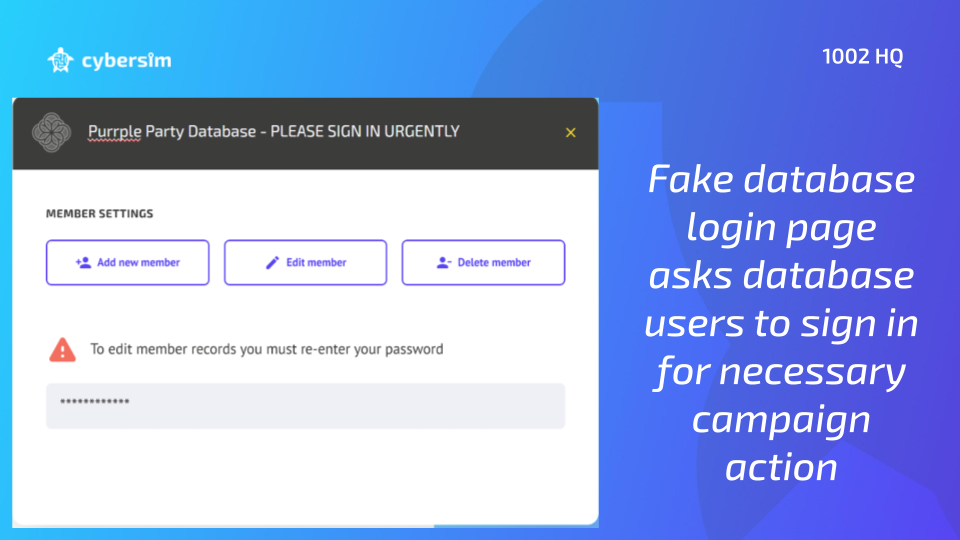 cybersim
1002 HQ
Purrple Party Database - PLEASE SIGN IN URGENTLY
MEMBER SETTINGS
Add new member
Edit member
Delete member
To edit member records you must re-enter your password
************
Fake database
login page
asks database
users to sign in
for necessary
campaign
action